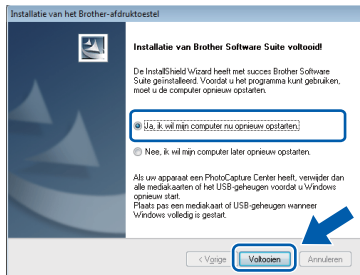 Installatie van het Brother-afdruktoestel
Installatie van Brother Software Suite voltooid!
De InstallShield Wizard heeft met succes Brother Software
Suite geïnstalleerd. Voordat u het programma kunt gebruiken,
moet u de computer opnieuw opstarten.
Ja, ik wil mijn computer nu opnieuw opstarten.
Nee, ik wil mijn computer later opnieuw opstarten.
Als uw apparaat een PhotoCapture Center heeft, verwijder dan
alle mediakaarten of het USB-geheugen voordat u Windows
opnieuw start.
Plaats pas een mediakaart of USB-geheugen wanneer
Windows volledig is gestart.
< Vorige
Voltooien
Annuleren